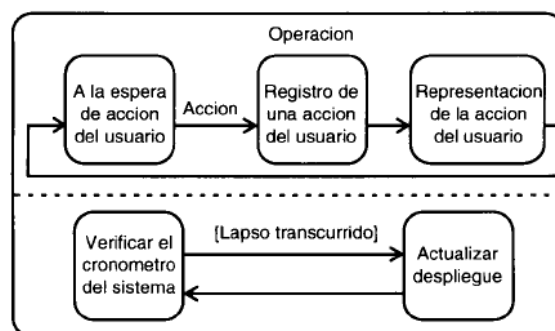 Operacion
A la espera
de accion
del usuario
Accion
Registro de
una accion
del usuario
Representacion
de la accion
del usuario
Verificar el
cronometro
del sistema
[Lapso transcurrido]
Actualizar
despliegue